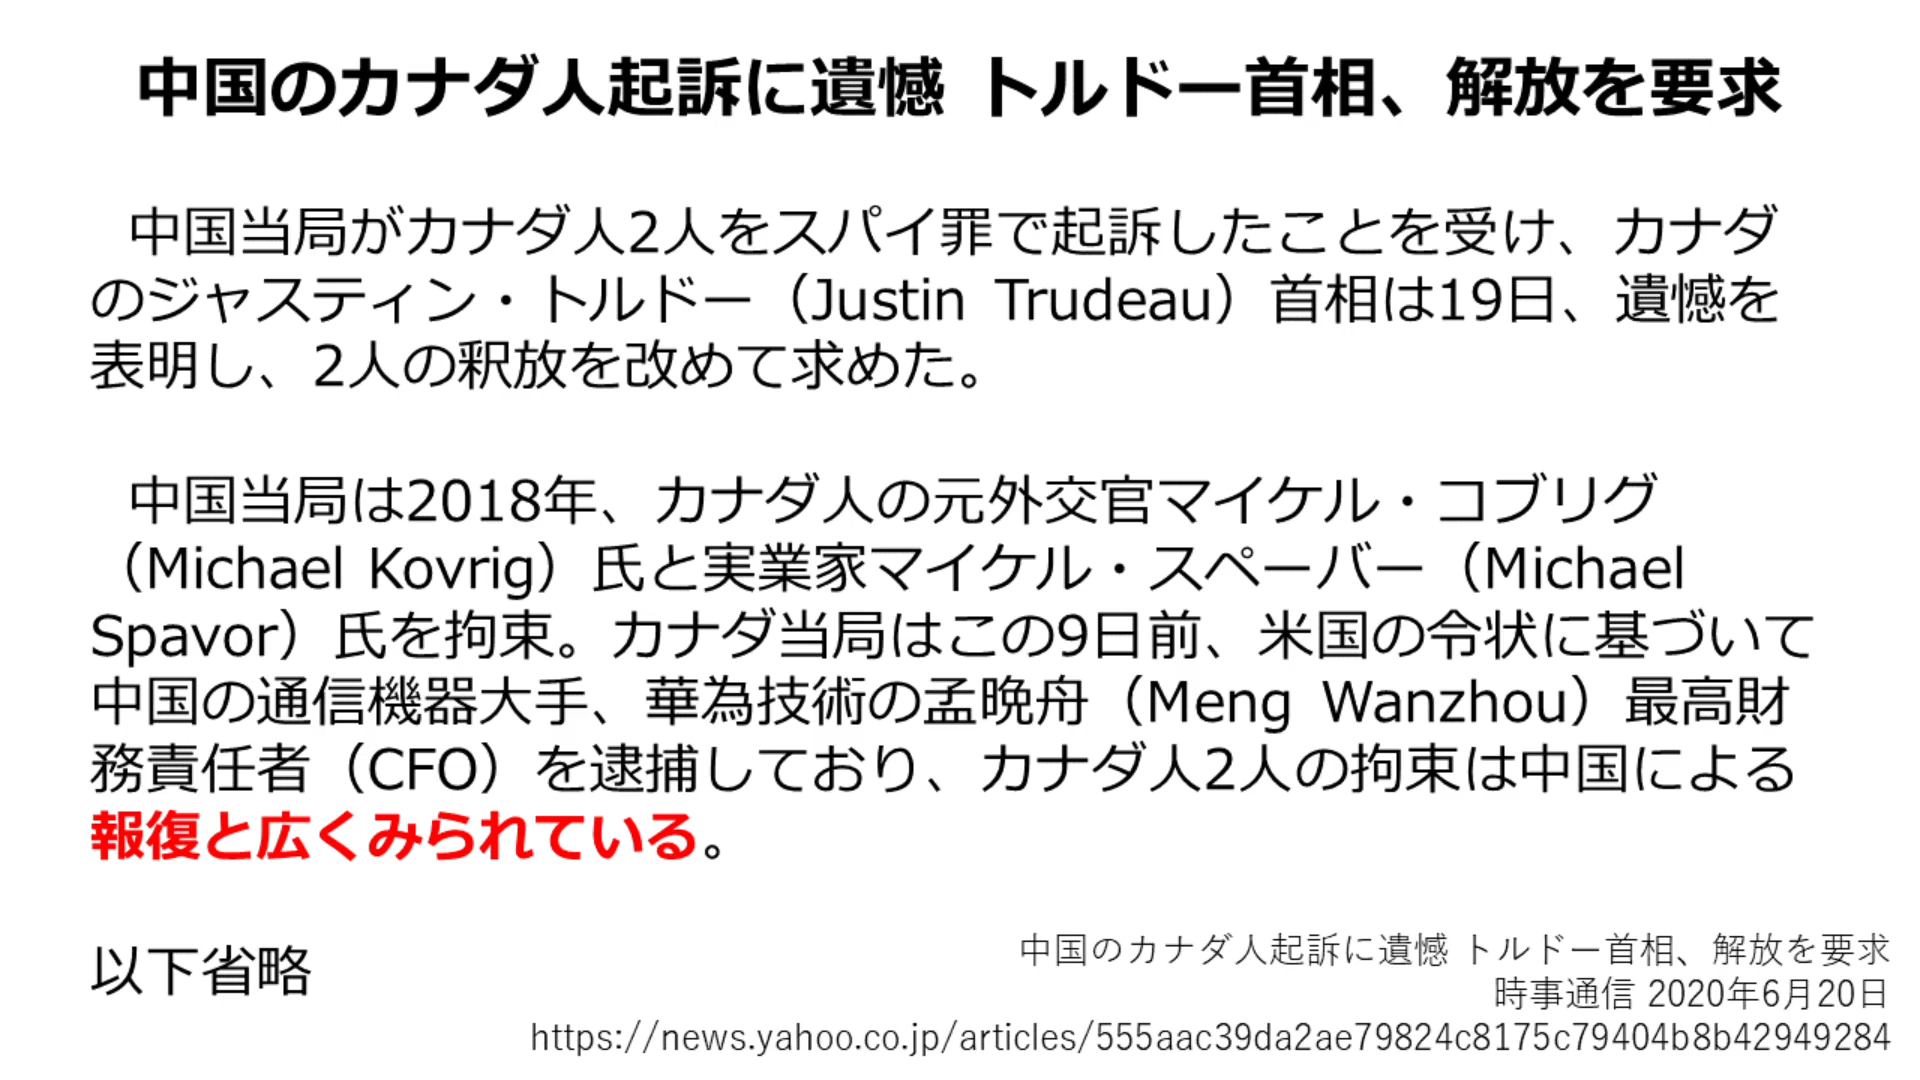 中国のカナダ人起訴に遺憾 トルドー首相、解放を要求
中国当局がカナダ人2人をスパイ罪で起訴したことを受け、カナダ
のジャスティン・トルドー（Justin Trudeau）首相は19日、遺憾を
表明し、2人の釈放を改めて求めた。
中国当局は2018年、カナダ人の元外交官マイケル・コブリグ
（Michael Kovrig）氏と実業家マイケル・スペーバー（Michael
Spavor）氏を拘束。カナダ当局はこの9日前、米国の令状に基づいて
中国の通信機器大手、華為技術の孟晩舟（Meng Wanzhou）最高財
務責任者（CFO）を逮捕しており、カナダ人2人の拘束は中国による
報復と広くみられている。
以下省略
中国のカナダ人起訴に遺憾 トルドー首相、解放を要求
時事通信 2020年6月20日
https://news.yahoo.co.jp/articles/555aac39da2ae79824c8175c79404b8b42949284